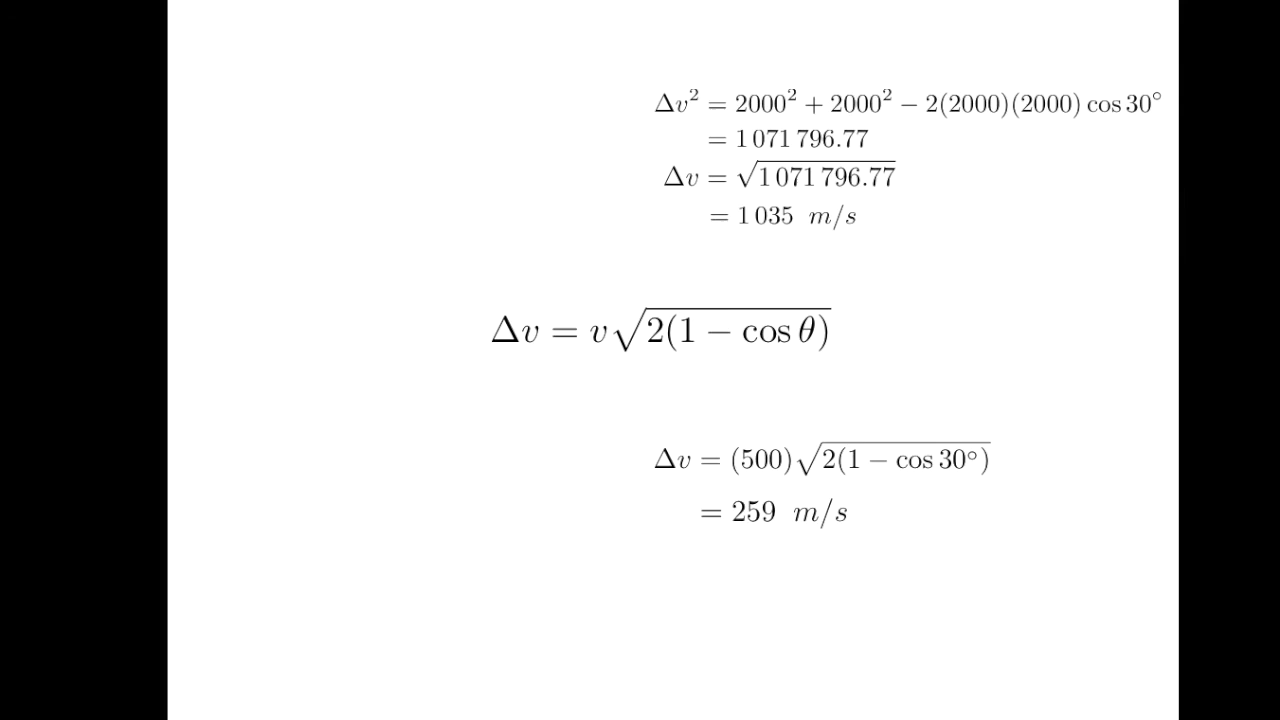 Δv² = 2000² + 2000² − 2(2000)(2000) cos 30°
= 1 071 796.77
Δv = √1 071 796.77
= 1 035 m/s
Δv = v√2(1 − cos θ)
Δv = (500)√2(1 − cos 30°)
= 259 m/s